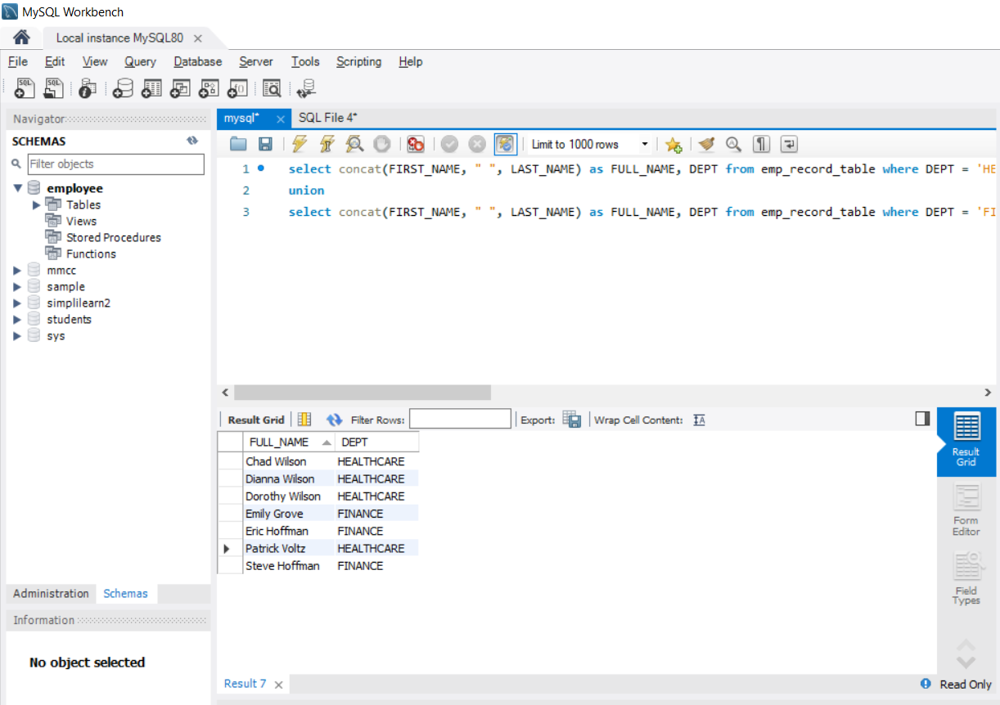 MySQL Workbench
Local instance MySQL80
File Edit View Query Database Server Tools Scripting Help
SQL SQL
Navigator
SCHEMAS
Filter objects
employee
Tables
Views
Stored Procedures
Functions
mmcc
sample
simplilearn2
students
sys
Administration Schemas
Information
No object selected
mysql* SQL File 4*
Limit to 1000 rows
1 select concat(FIRST_NAME, " ", LAST_NAME) as FULL_NAME, DEPT from emp_record_table where DEPT = 'HE
2 union
3 select concat(FIRST_NAME, " ", LAST_NAME) as FULL_NAME, DEPT from emp_record_table where DEPT = 'FI
Result Grid Filter Rows: Export: Wrap Cell Content:
FULL_NAME DEPT
Chad Wilson HEALTHCARE
Dianna Wilson HEALTHCARE
Dorothy Wilson HEALTHCARE
Emily Grove FINANCE
Eric Hoffman FINANCE
Patrick Voltz HEALTHCARE
Steve Hoffman FINANCE
Result
Grid
Form
Editor
Field
Types
Result 7
Read Only